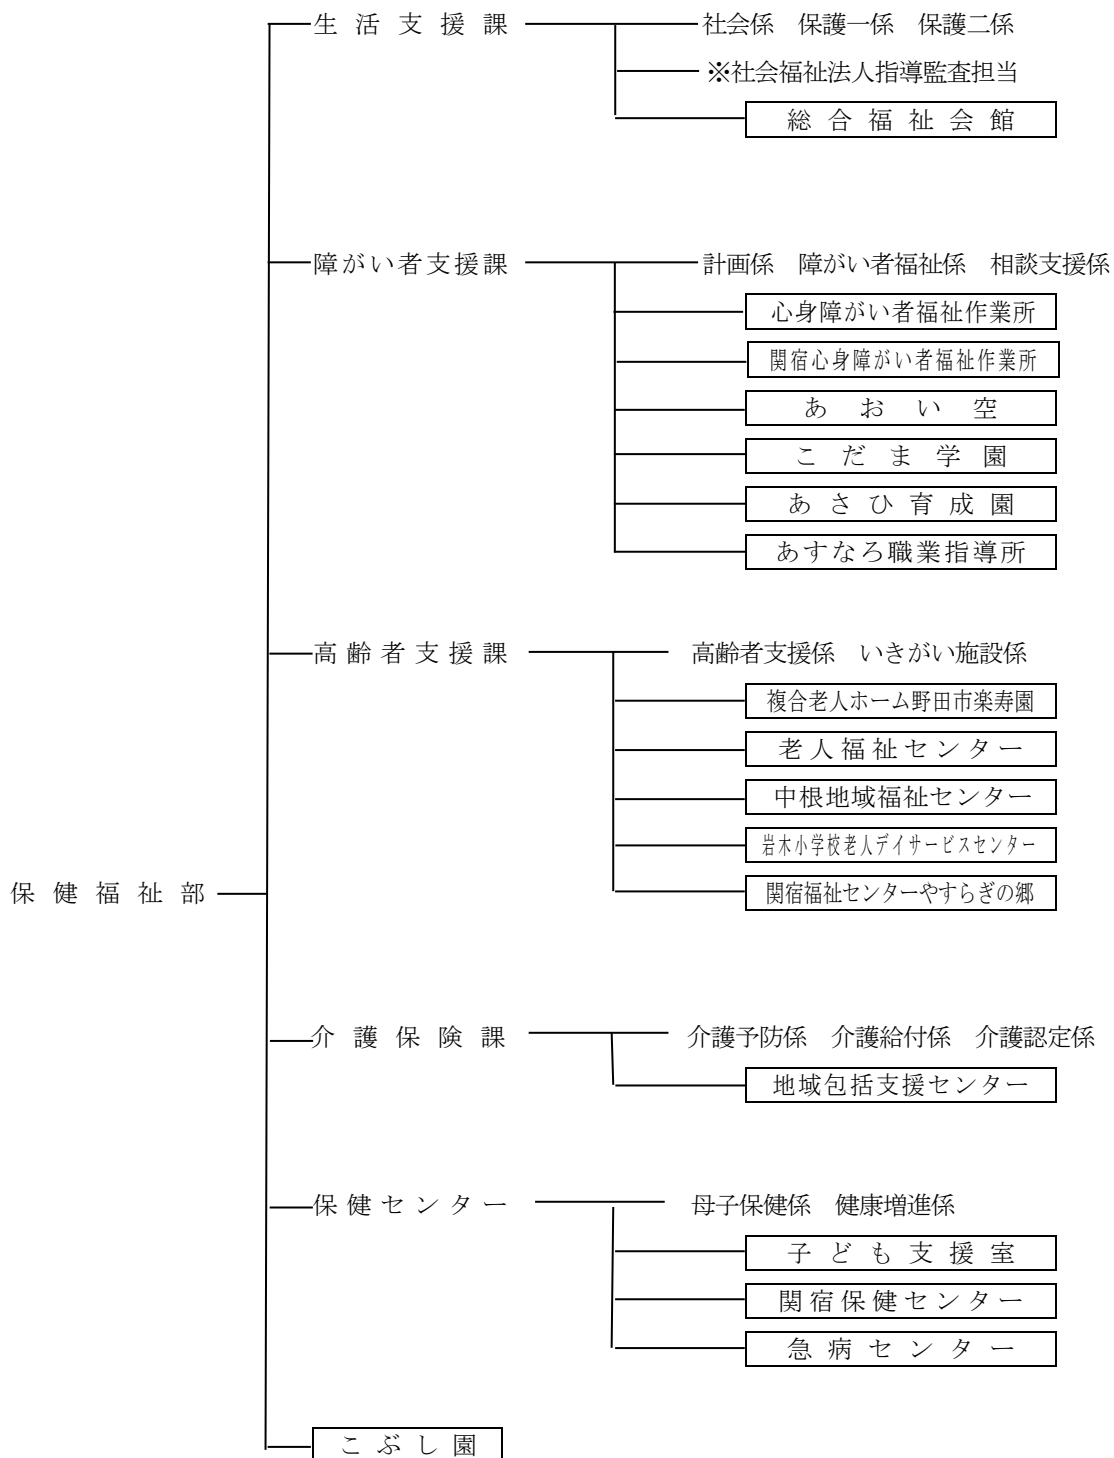 生活支援課 社会係 保護一係 保護二係
※社会福祉法人指導監査担当
総合福祉会館
障がい者支援課 計画係 障がい者福祉係 相談支援係
心身障がい者福祉作業所
関宿心身障がい者福祉作業所
あおい空
こだま学園
あさひ育成園
あすなろ職業指導所
高齢者支援課 高齢者支援係 いきがい施設係
複合老人ホーム野田市楽寿園
老人福祉センター
中根地域福祉センター
岩木小学校老人デイサービスセンター
保健福祉部 関宿福祉センターやすらぎの郷
介護保険課 介護予防係 介護給付係 介護認定係
地域包括支援センター
保健センター 母子保健係 健康増進係
子ども支援室
関宿保健センター
急病センター
こぶし園